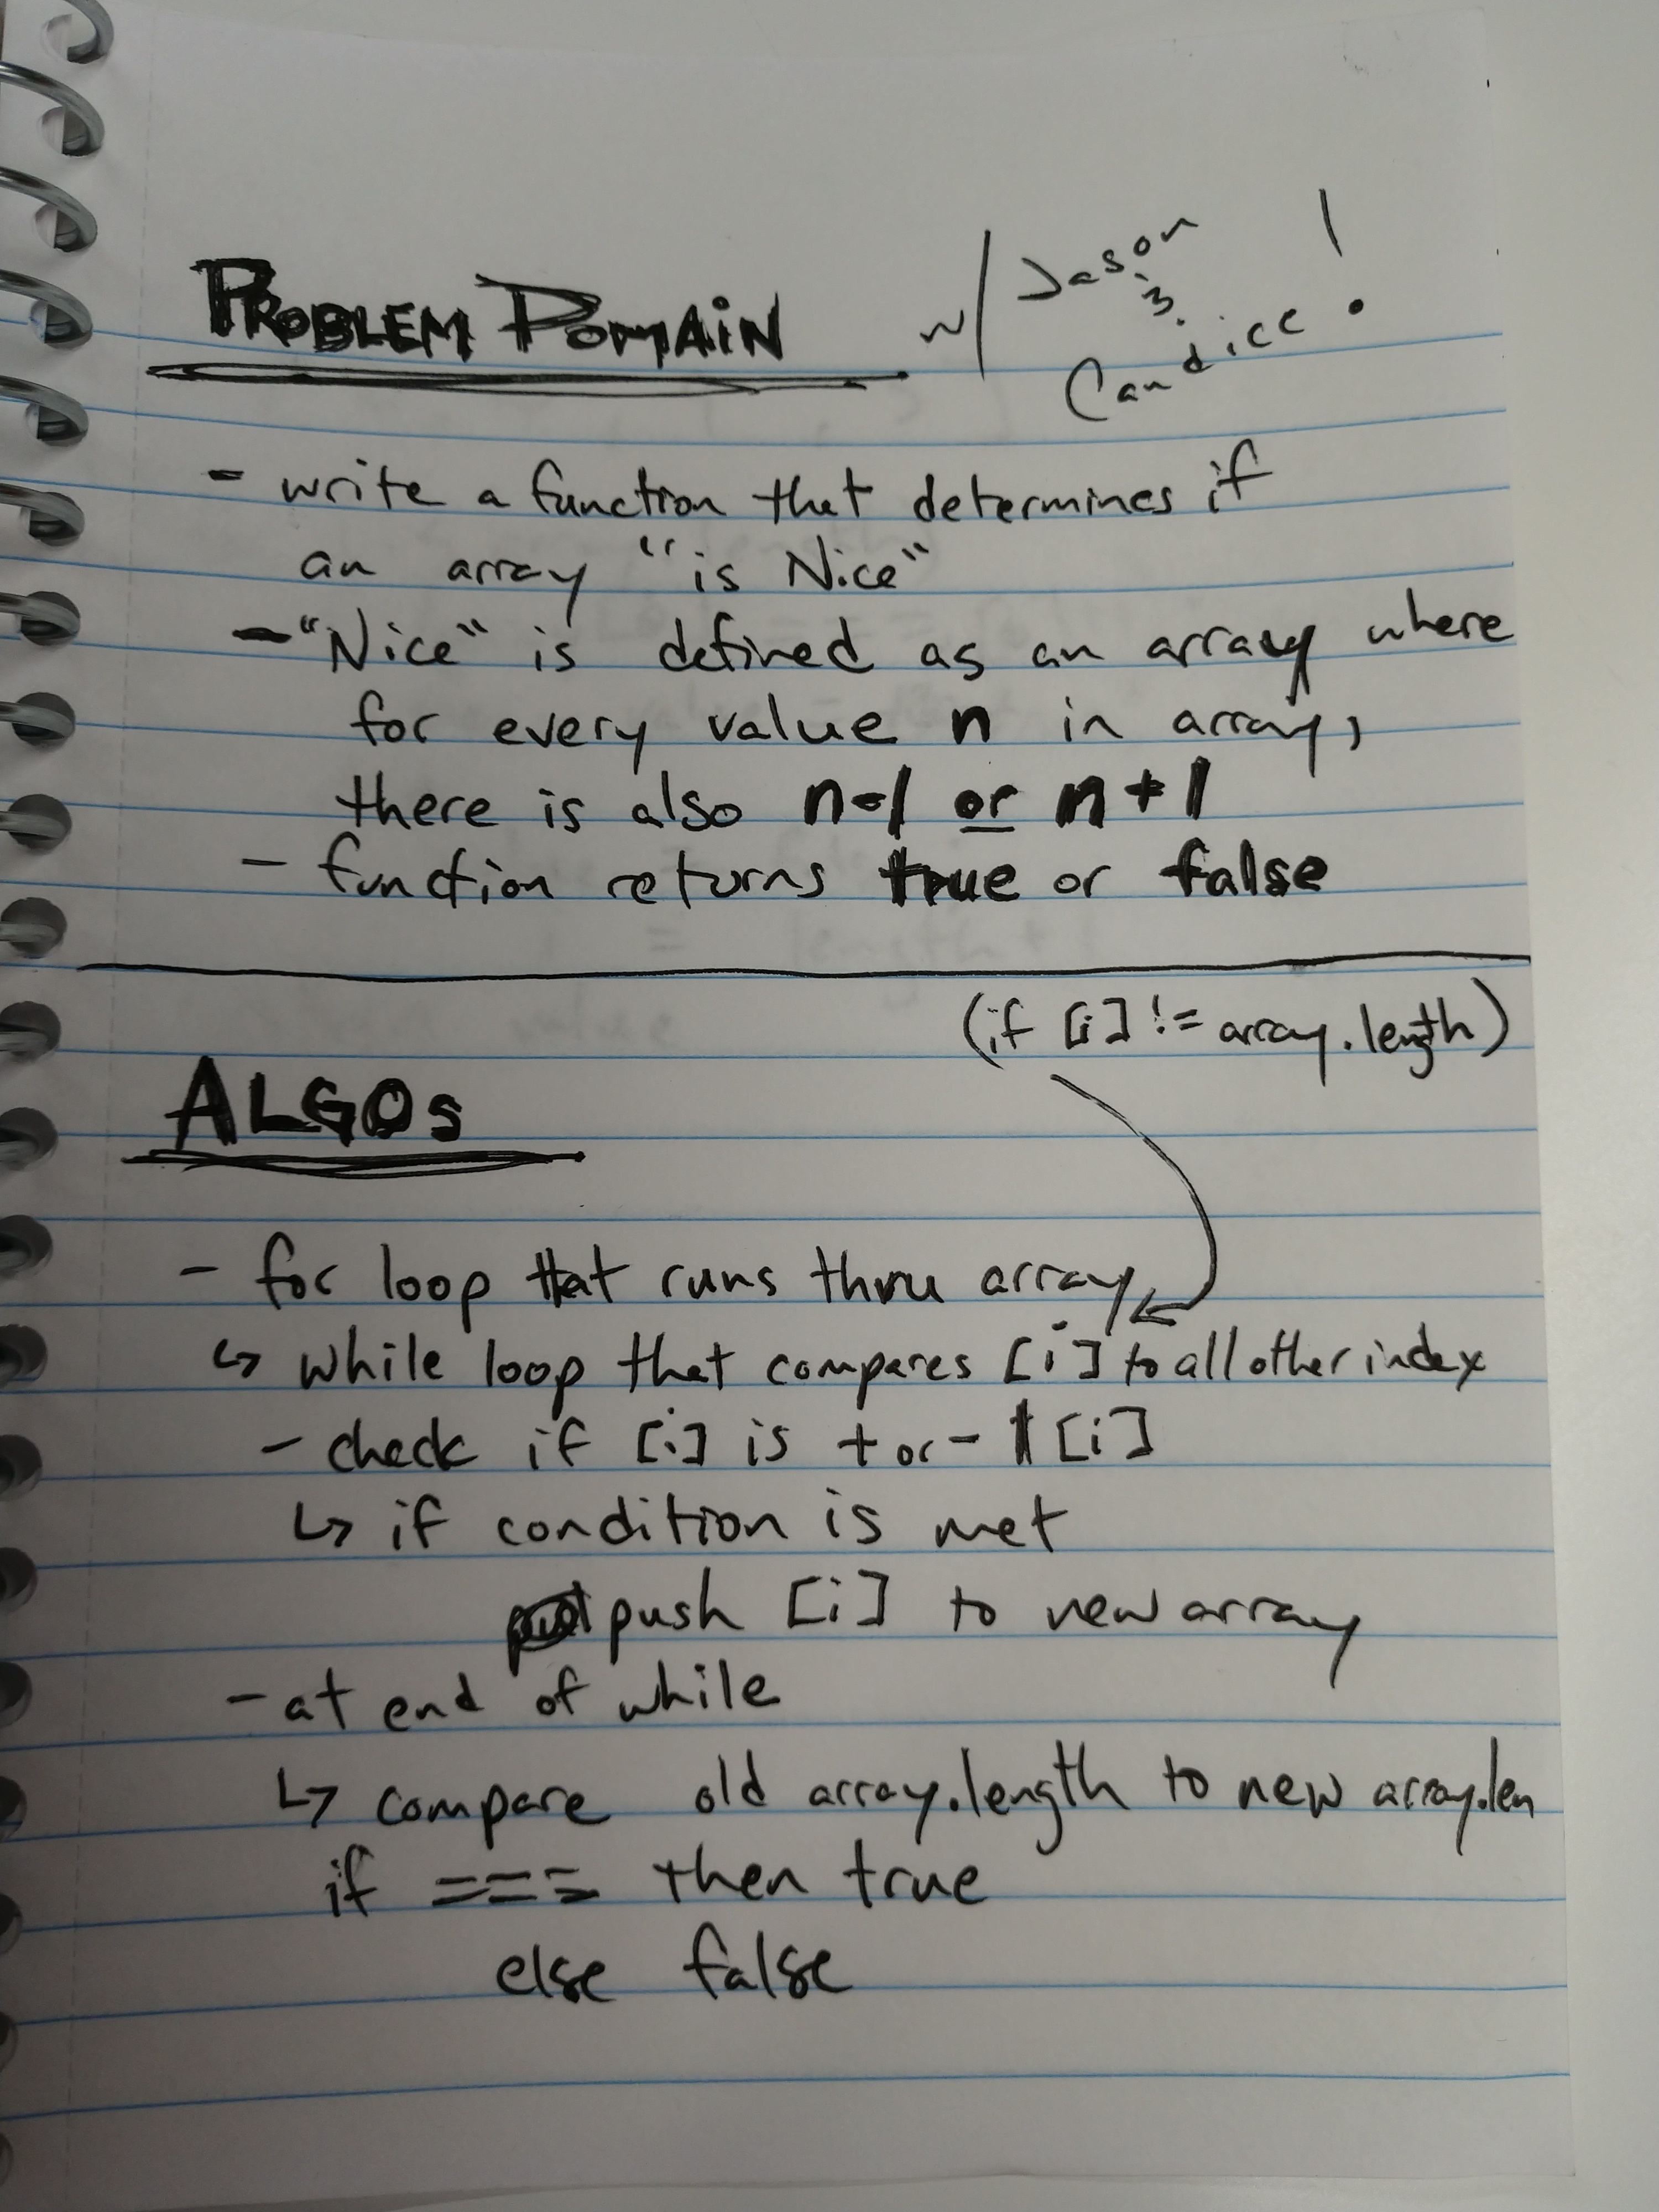 PROBLEM DOMAIN w/ Jason
&
Candice!
- write a function that determines if
an array "is Nice"
- "Nice" is defined as an array where
for every value n in array,
there is also n-1 or n+1
- function returns true or false
(if [i] != array.length)
ALGOS
- for loop that runs thru array
↳ while loop that compares [i] to all other index
- check if [i] is + or - 1 [i]
↳ if condition is met
push [i] to new array
- at end of while
↳ compare old array.length to new array.len
if === then true
else false